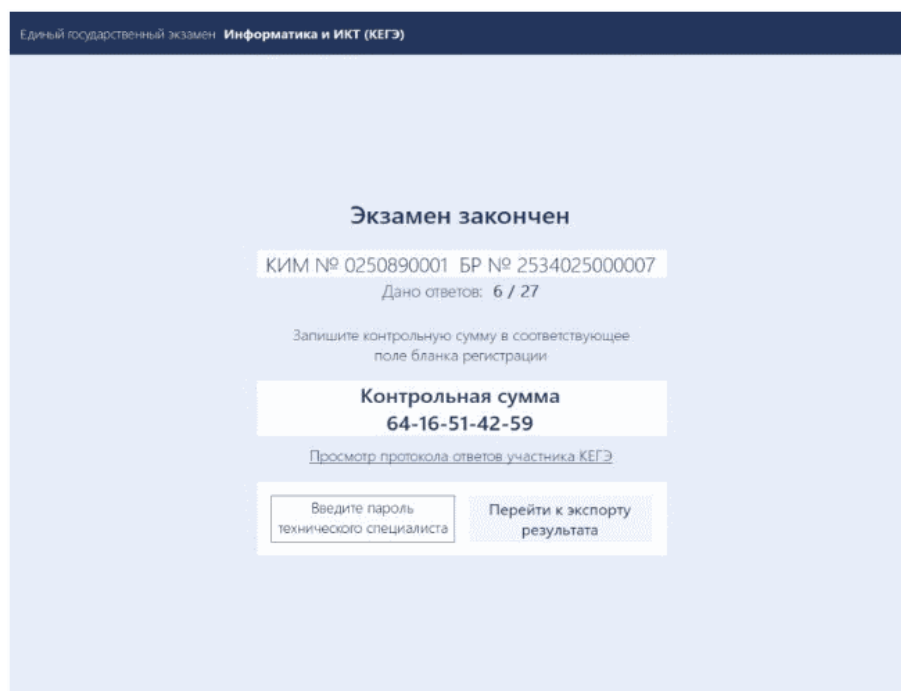 Единый государственный экзамен Информатика и ИКТ (КЕГЭ)
Экзамен закончен
КИМ № 0250890001 БР № 2534025000007
Дано ответов: 6 / 27
Запишите контрольную сумму в соответствующее
поле бланка регистрации
Контрольная сумма
64-16-51-42-59
Просмотр протокола ответов участника КЕГЭ
Введите пароль
технического специалиста
Перейти к экспорту
результата